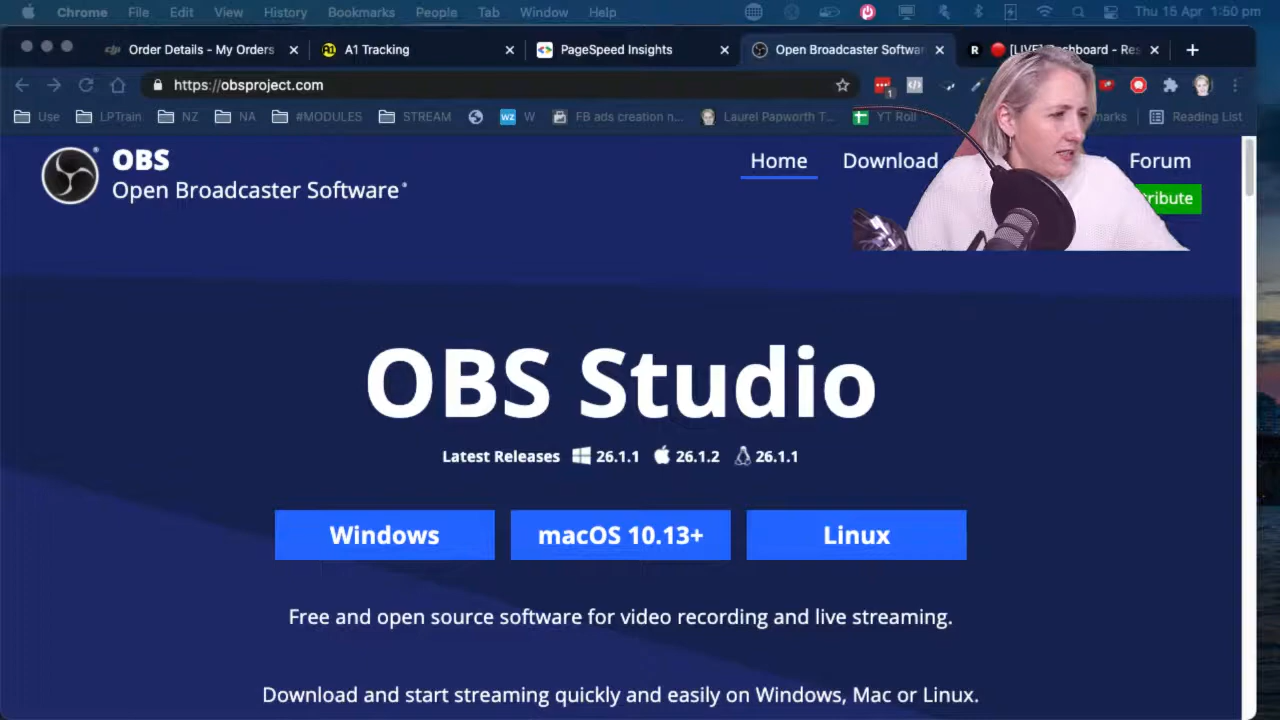 Chrome File Edit View History Bookmarks People Tab Window Help Thu 15 Apr 1:50 pm
Order Details - My Orders A1 Tracking PageSpeed Insights Open Broadcaster Softwar R [LIVE] Dashboard - Res
https://obsproject.com
Use LPTrain NZ NA #MODULES STREAM wz W FB ads creation n... Laurel Papworth T... YT Roll Reading List
OBS
Open Broadcaster Software
Home Download Forum
OBS Studio
Latest Releases 26.1.1 26.1.2 26.1.1
Windows macOS 10.13+ Linux
Free and open source software for video recording and live streaming.
Download and start streaming quickly and easily on Windows, Mac or Linux.